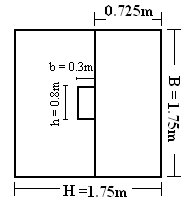 0.725m
b = 0.3m
h = 0.8m
B = 1.75m
H =1.75m